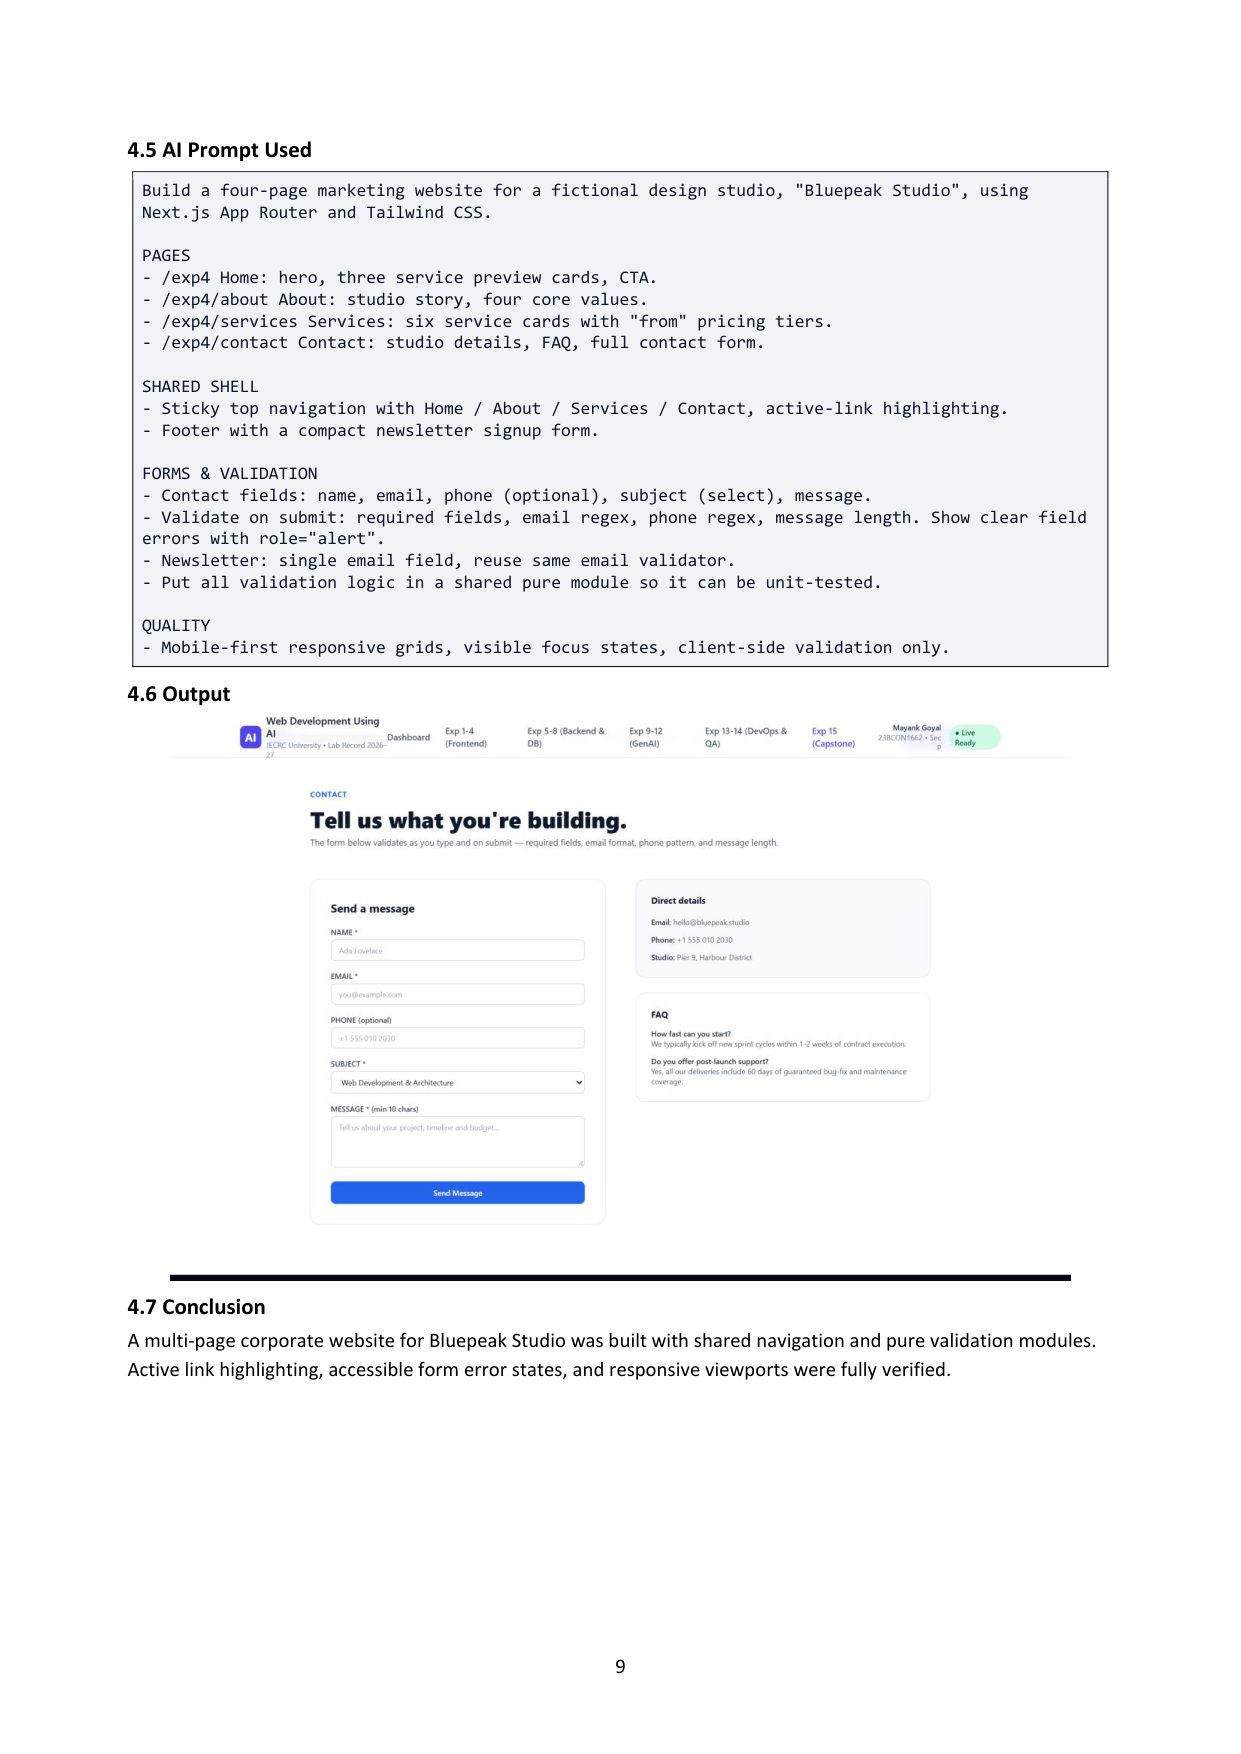 4.5 AI Prompt Used
Build a four-page marketing website for a fictional design studio, "Bluepeak Studio", using
Next.js App Router and Tailwind CSS.
PAGES
- /exp4 Home: hero, three service preview cards, CTA.
- /exp4/about About: studio story, four core values.
- /exp4/services Services: six service cards with "from" pricing tiers.
- /exp4/contact Contact: studio details, FAQ, full contact form.
SHARED SHELL
- Sticky top navigation with Home / About / Services / Contact, active-link highlighting.
- Footer with a compact newsletter signup form.
FORMS & VALIDATION
- Contact fields: name, email, phone (optional), subject (select), message.
- Validate on submit: required fields, email regex, phone regex, message length. Show clear field
errors with role="alert".
- Newsletter: single email field, reuse same email validator.
- Put all validation logic in a shared pure module so it can be unit-tested.
QUALITY
- Mobile-first responsive grids, visible focus states, client-side validation only.
4.6 Output
AI
Web Development Using
AI
JECRC University • Lab Record 2026-
27
Dashboard
Exp 1-4
(Frontend)
Exp 5-8 (Backend &
DB)
Exp 9-12
(GenAI)
Exp 13-14 (DevOps &
QA)
Exp 15
(Capstone)
Mayank Goyal
23BCON1662 • Sec
P
• Live
Ready
CONTACT
Tell us what you're building.
The form below validates as you type and on submit — required fields, email format, phone pattern, and message length.
Send a message
NAME *
Ada Lovelace
EMAIL *
you@example.com
PHONE (optional)
+1 555 010 2030
SUBJECT *
Web Development & Architecture
MESSAGE * (min 10 chars)
Tell us about your project, timeline and budget...
Send Message
Direct details
Email: hello@bluepeak.studio
Phone: +1 555 010 2030
Studio: Pier 9, Harbour District
FAQ
How fast can you start?
We typically kick off new sprint cycles within 1-2 weeks of contract execution.
Do you offer post-launch support?
Yes, all our deliveries include 60 days of guaranteed bug-fix and maintenance
coverage.
4.7 Conclusion
A multi-page corporate website for Bluepeak Studio was built with shared navigation and pure validation modules.
Active link highlighting, accessible form error states, and responsive viewports were fully verified.
9